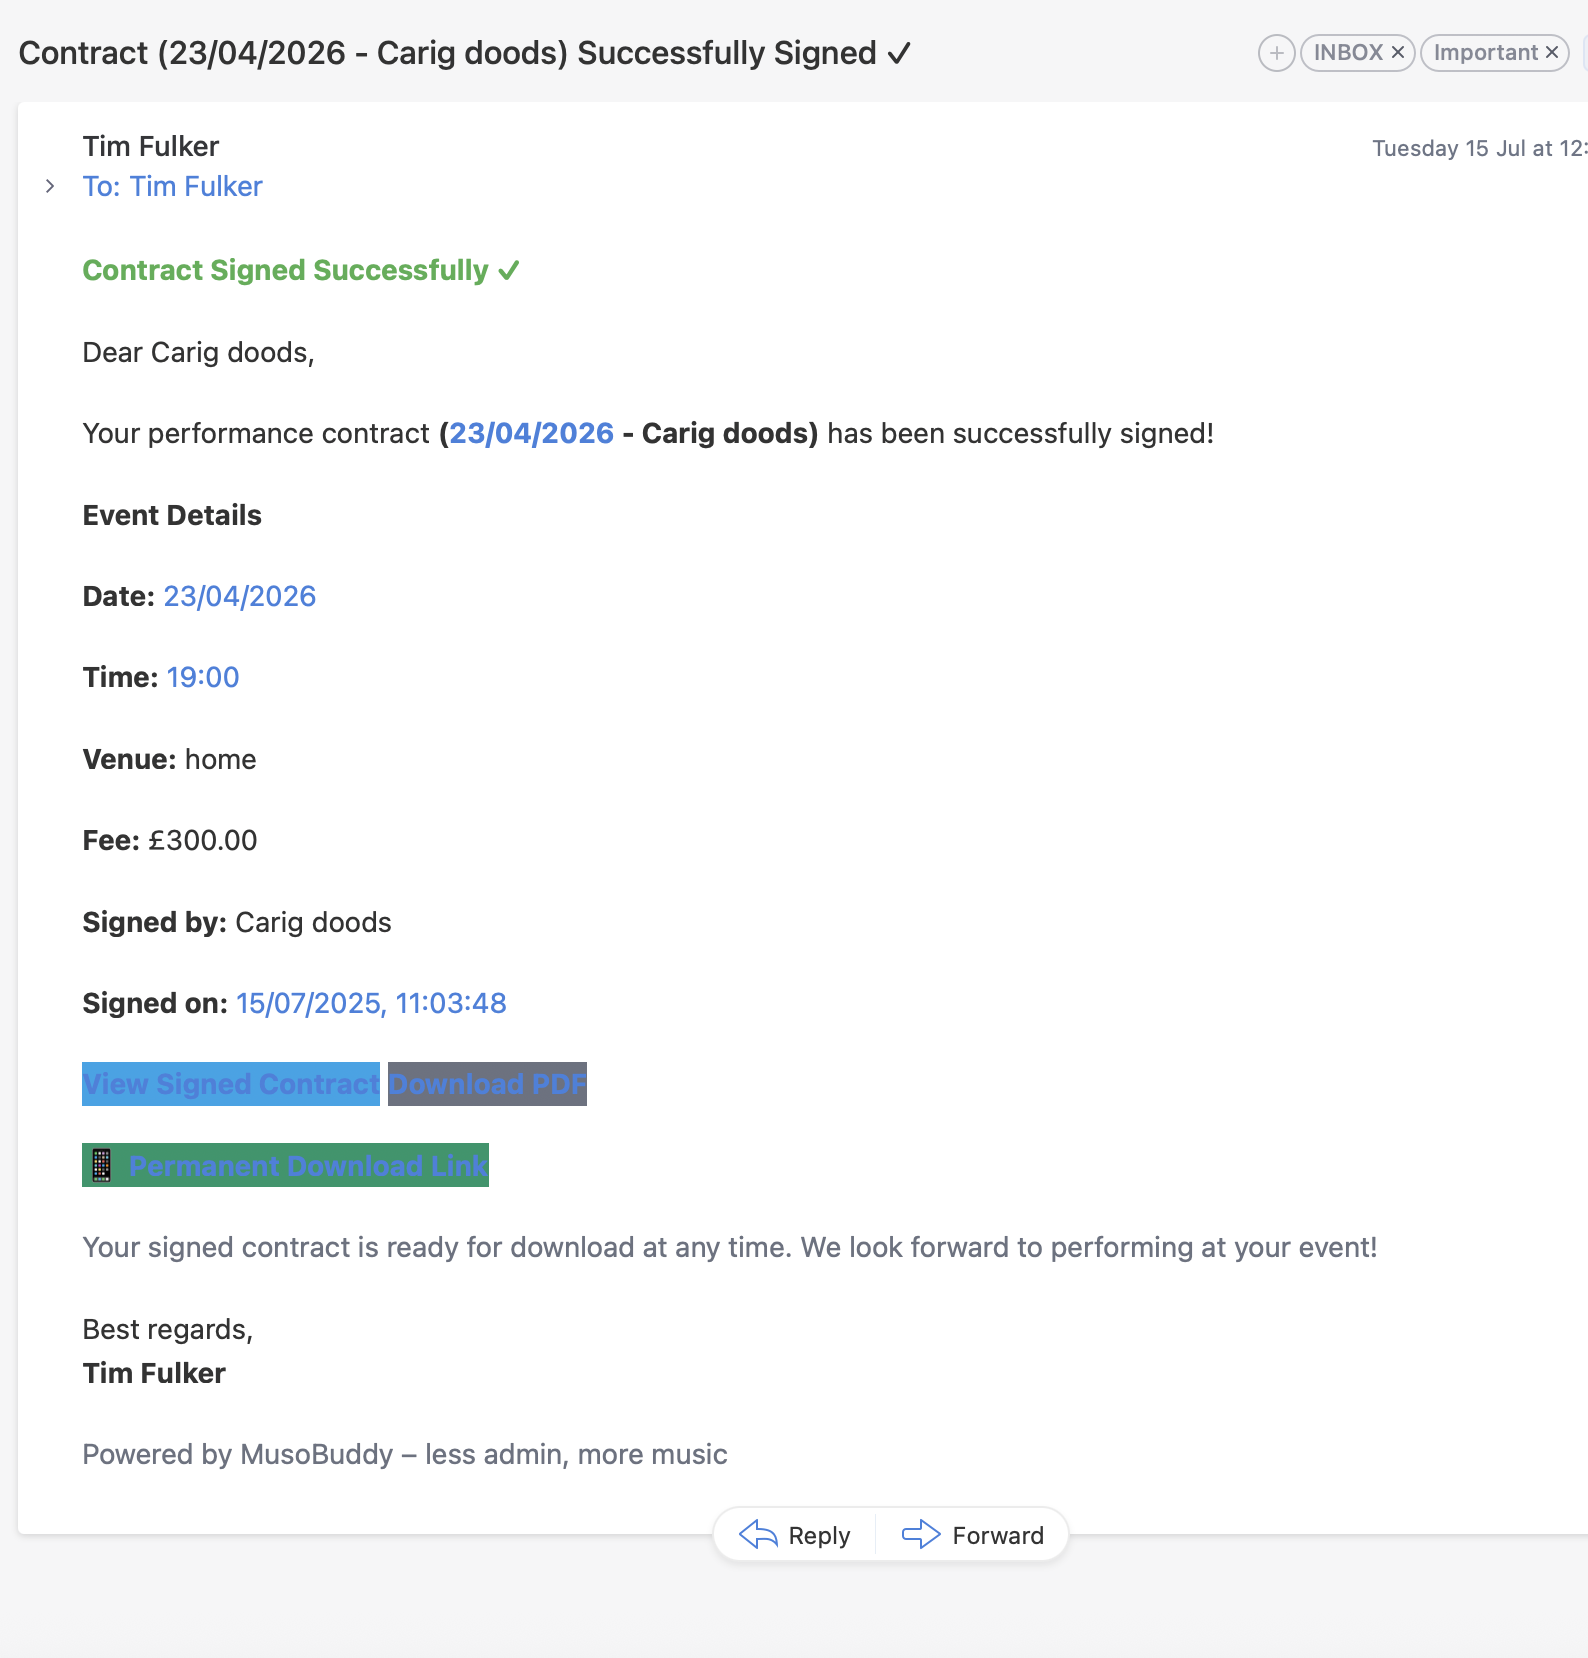 Contract (23/04/2026 - Carig doods) Successfully Signed ✓
INBOX ×
Important ×
Tim Fulker
Tuesday 15 Jul at 12:
To: Tim Fulker
Contract Signed Successfully ✓
Dear Carig doods,
Your performance contract (23/04/2026 - Carig doods) has been successfully signed!
Event Details
Date: 23/04/2026
Time: 19:00
Venue: home
Fee: £300.00
Signed by: Carig doods
Signed on: 15/07/2025, 11:03:48
View Signed Contract Download PDF
📱 Permanent Download Link
Your signed contract is ready for download at any time. We look forward to performing at your event!
Best regards,
Tim Fulker
Powered by MusoBuddy – less admin, more music
Reply
Forward